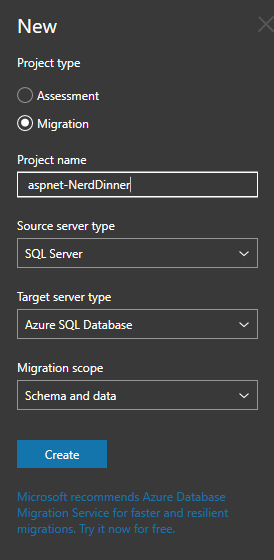 New
Project type
Assessment
Migration
Project name
aspnet-NerdDinner
Source server type
SQL Server
Target server type
Azure SQL Database
Migration scope
Schema and data
Create
Microsoft recommends Azure Database
Migration Service for faster and resilient
migrations. Try it now for free.